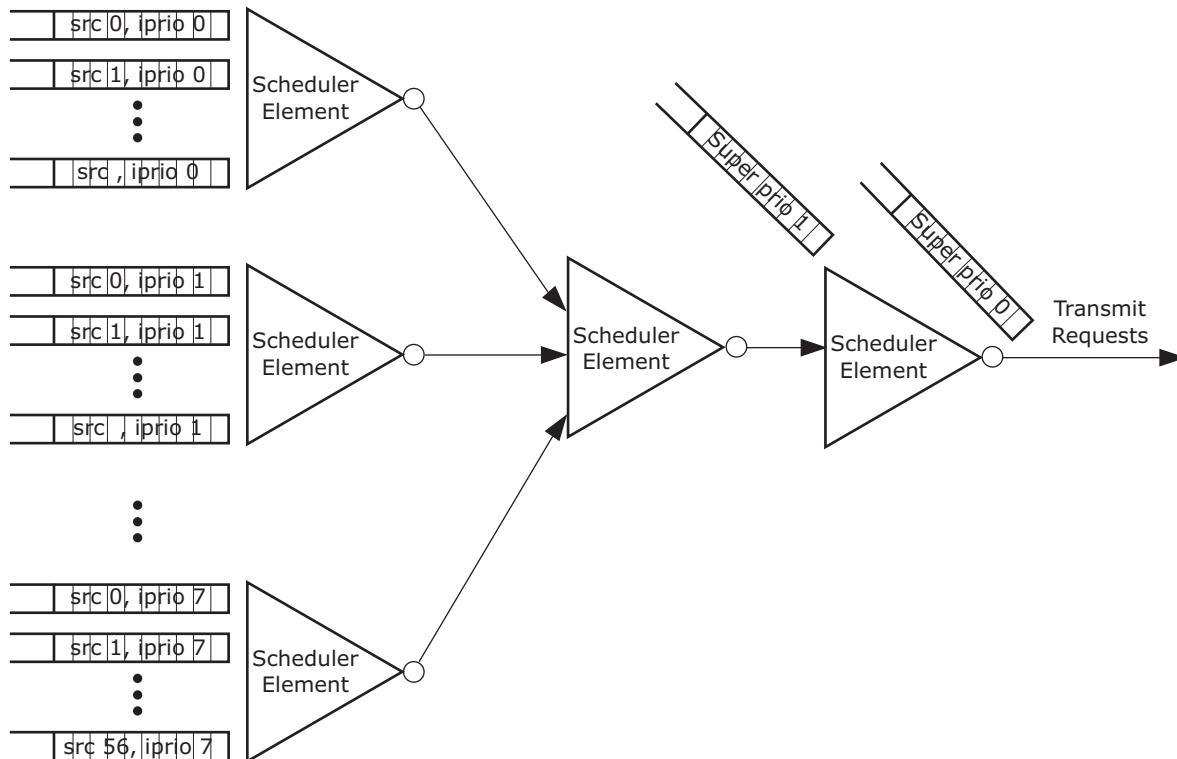 src 0, iprio 0
src 1, iprio 0
src , iprio 0
Scheduler
Element
src 0, iprio 1
src 1, iprio 1
src , iprio 1
Scheduler
Element
src 0, iprio 7
src 1, iprio 7
src 56, iprio 7
Scheduler
Element
Scheduler
Element
Super prio 1
Super prio 0
Scheduler
Element
Transmit
Requests